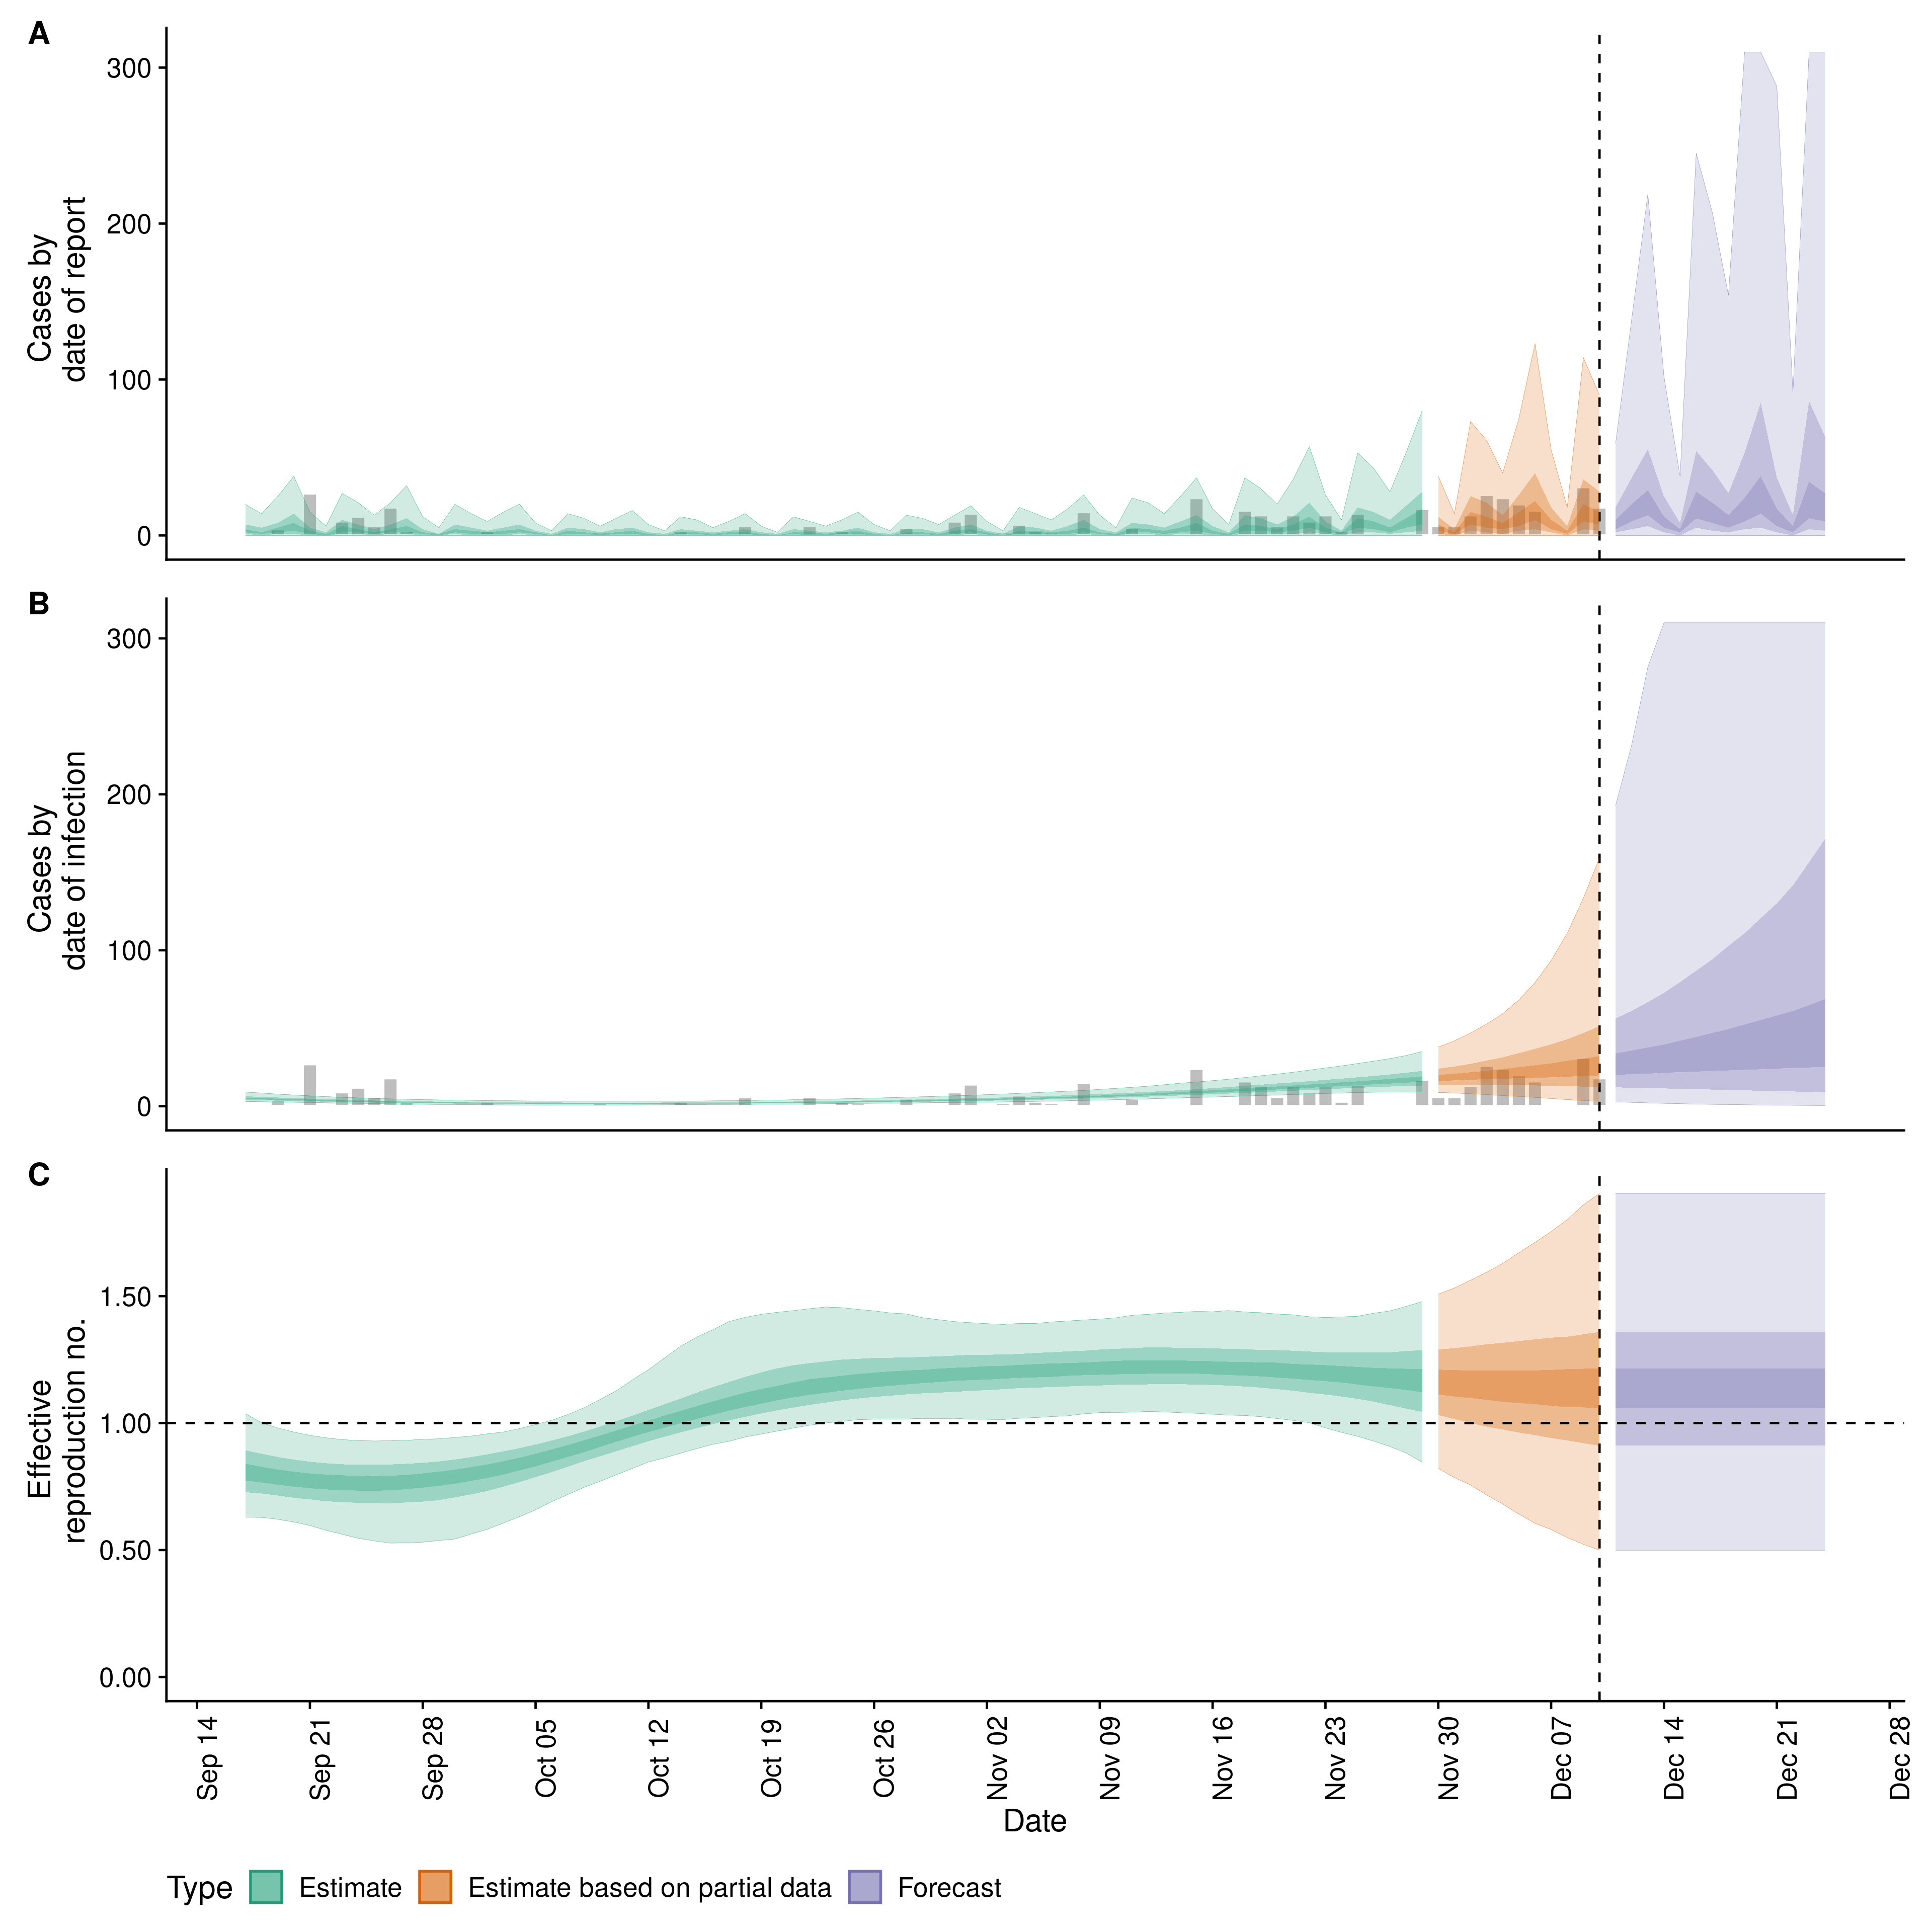 A
300
200
100
0
Cases by
date of report
B
300
200
100
0
Cases by
date of infection
C
1.50
1.00
0.50
0.00
Effective
reproduction no.
Sep 14
Sep 21
Sep 28
Oct 05
Oct 12
Oct 19
Oct 26
Nov 02
Nov 09
Nov 16
Nov 23
Nov 30
Dec 07
Dec 14
Dec 21
Dec 28
Date
Type Estimate Estimate based on partial data Forecast